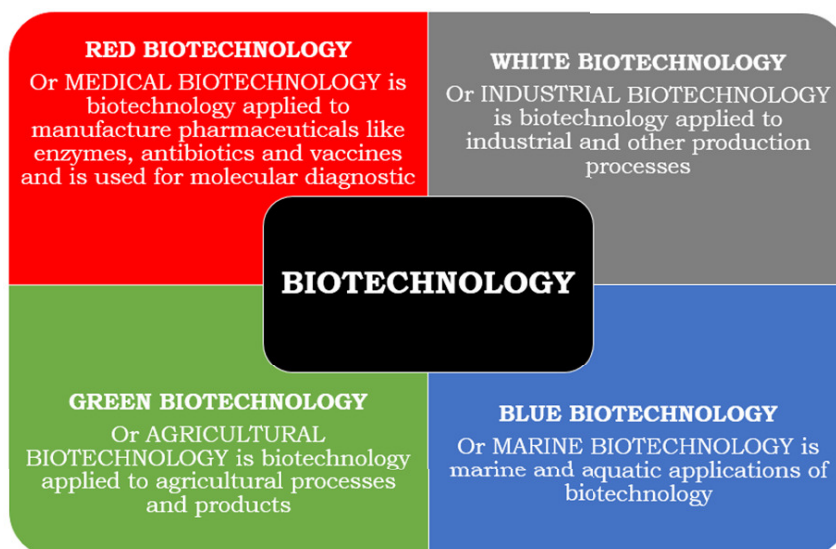 RED BIOTECHNOLOGY
Or MEDICAL BIOTECHNOLOGY is
biotechnology applied to
manufacture pharmaceuticals like
enzymes, antibiotics and vaccines
and is used for molecular diagnostic
WHITE BIOTECHNOLOGY
Or INDUSTRIAL BIOTECHNOLOGY
is biotechnology applied to
industrial and other production
processes
BIOTECHNOLOGY
GREEN BIOTECHNOLOGY
Or AGRICULTURAL
BIOTECHNOLOGY is biotechnology
applied to agricultural processes
and products
BLUE BIOTECHNOLOGY
Or MARINE BIOTECHNOLOGY is
marine and aquatic applications of
biotechnology